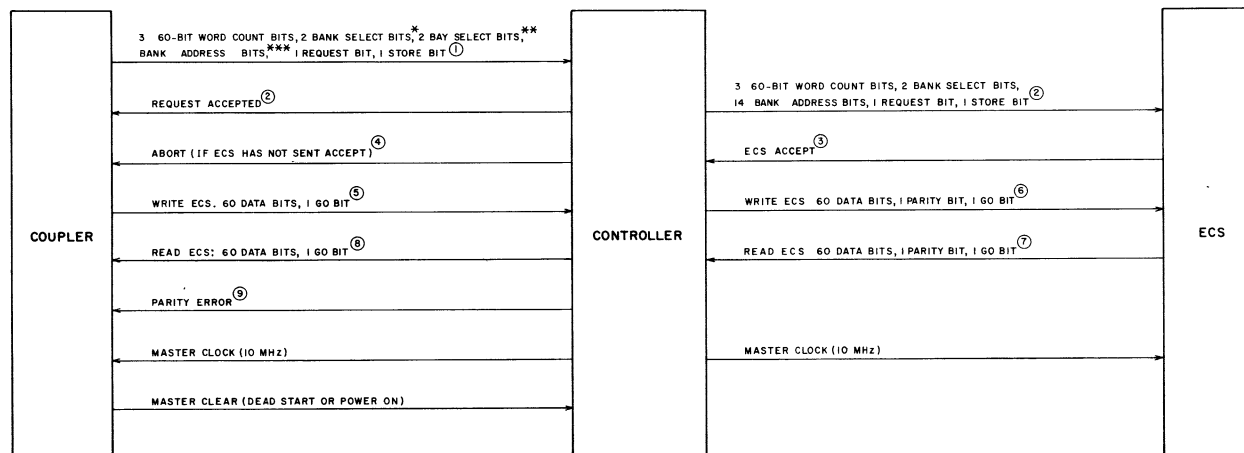 3 60-BIT WORD COUNT BITS, 2 BANK SELECT BITS,* 2 BAY SELECT BITS,**
BANK ADDRESS BITS,*** 1 REQUEST BIT, 1 STORE BIT ①
3 60-BIT WORD COUNT BITS, 2 BANK SELECT BITS,
14 BANK ADDRESS BITS, 1 REQUEST BIT, 1 STORE BIT ②
REQUEST ACCEPTED ②
ABORT (IF ECS HAS NOT SENT ACCEPT) ④
ECS ACCEPT ③
WRITE ECS. 60 DATA BITS, 1 GO BIT ⑤
WRITE ECS 60 DATA BITS, 1 PARITY BIT, 1 GO BIT ⑥
COUPLER
CONTROLLER
ECS
READ ECS: 60 DATA BITS, 1 GO BIT ⑧
READ ECS 60 DATA BITS, 1 PARITY BIT, 1 GO BIT ⑦
PARITY ERROR ⑨
MASTER CLOCK (10 MHz)
MASTER CLOCK (10 MHz)
MASTER CLEAR (DEAD START OR POWER ON)